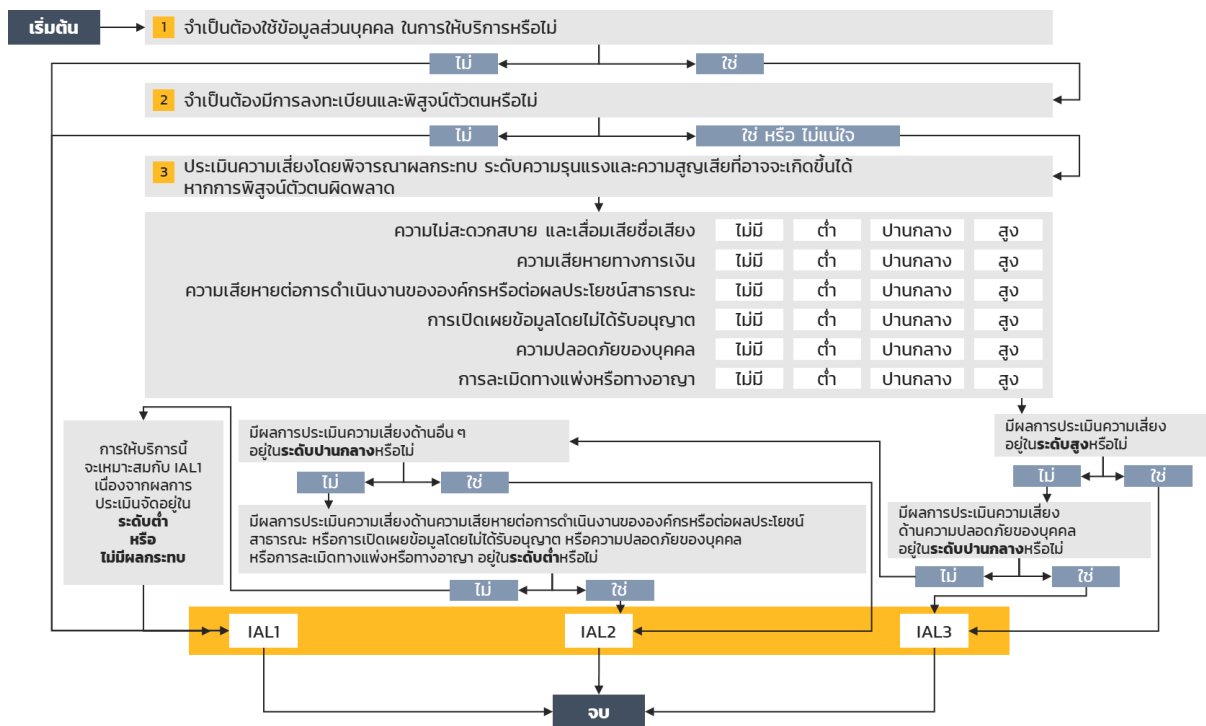 เริ่มต้น
1 จำเป็นต้องใช้ข้อมูลส่วนบุคคล ในการให้บริการหรือไม่
ไม่ ใช่
2 จำเป็นต้องมีการลงทะเบียนและพิสูจน์ตัวตนหรือไม่
ไม่ ใช่ หรือ ไม่แน่ใจ
3 ประเมินความเสี่ยงโดยพิจารณาผลกระทบ ระดับความรุนแรงและความสูญเสียที่อาจจะเกิดขึ้นได้
หากการพิสูจน์ตัวตนผิดพลาด
ความไม่สะดวกสบาย และเสื่อมเสียชื่อเสียง ไม่มี ต่ำ ปานกลาง สูง
ความเสียหายทางการเงิน ไม่มี ต่ำ ปานกลาง สูง
ความเสียหายต่อการดำเนินงานขององค์กรหรือต่อผลประโยชน์สาธารณะ ไม่มี ต่ำ ปานกลาง สูง
การเปิดเผยข้อมูลโดยไม่ได้รับอนุญาต ไม่มี ต่ำ ปานกลาง สูง
ความปลอดภัยของบุคคล ไม่มี ต่ำ ปานกลาง สูง
การละเมิดทางแพ่งหรือทางอาญา ไม่มี ต่ำ ปานกลาง สูง
มีผลการประเมินความเสี่ยง
อยู่ในระดับสูงหรือไม่
ไม่ ใช่
มีผลการประเมินความเสี่ยง
ด้านความปลอดภัยของบุคคล
อยู่ในระดับปานกลางหรือไม่
ไม่ ใช่
มีผลการประเมินความเสี่ยงด้านอื่น ๆ
อยู่ในระดับปานกลางหรือไม่
ไม่ ใช่
มีผลการประเมินความเสี่ยงด้านความเสียหายต่อการดำเนินงานขององค์กรหรือต่อผลประโยชน์
สาธารณะ หรือการเปิดเผยข้อมูลโดยไม่ได้รับอนุญาต หรือความปลอดภัยของบุคคล
หรือการละเมิดทางแพ่งหรือทางอาญา อยู่ในระดับต่ำหรือไม่
ไม่ ใช่
การให้บริการนี้
จะเหมาะสมกับ IAL1
เนื่องจากผลการ
ประเมินจัดอยู่ใน
ระดับต่ำ
หรือ
ไม่มีผลกระทบ
IAL1 IAL2 IAL3
จบ